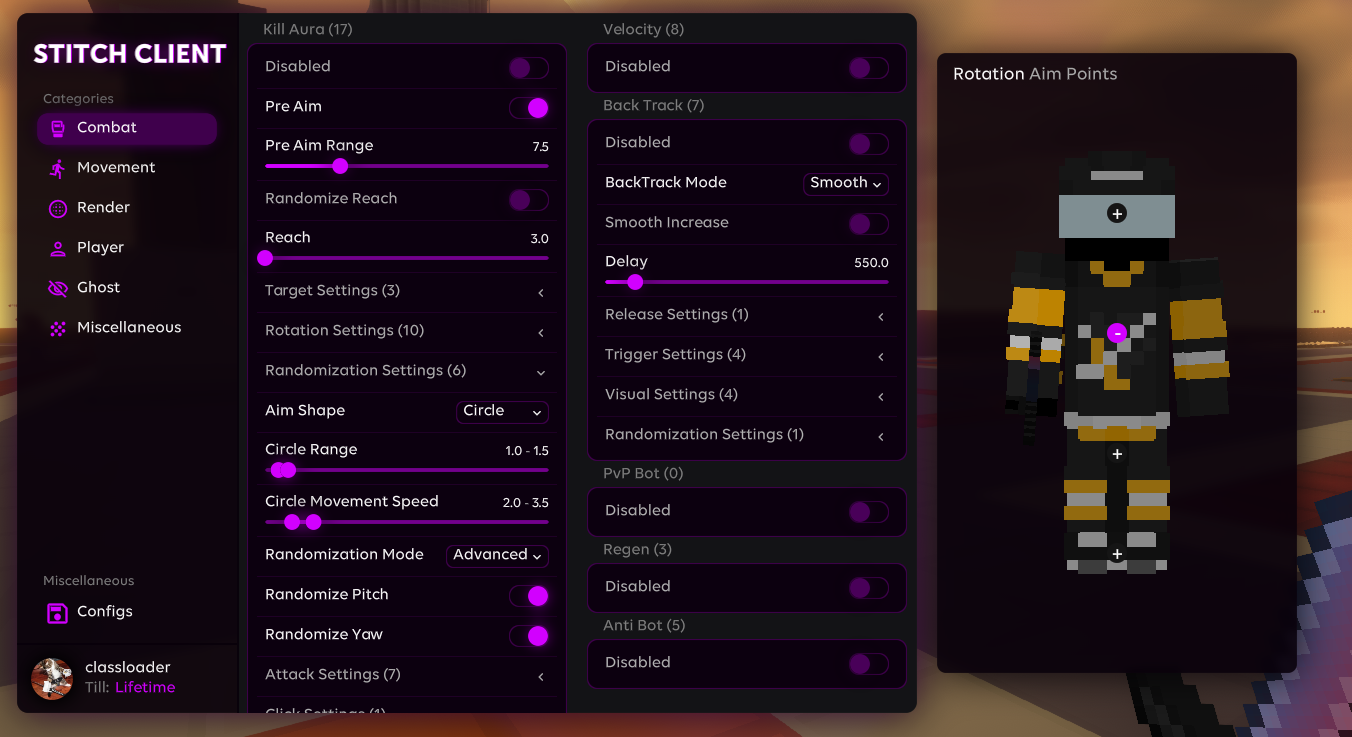 STITCH CLIENT
Categories
Combat
Movement
Render
Player
Ghost
Miscellaneous
Miscellaneous
Configs
classloader
Till: Lifetime
Kill Aura (17)
Disabled
Pre Aim
Pre Aim Range 7.5
Randomize Reach
Reach 3.0
Target Settings (3)
Rotation Settings (10)
Randomization Settings (6)
Aim Shape Circle
Circle Range 1.0 - 1.5
Circle Movement Speed 2.0 - 3.5
Randomization Mode Advanced
Randomize Pitch
Randomize Yaw
Attack Settings (7)
Click Settings (1)
Velocity (8)
Disabled
Back Track (7)
Disabled
BackTrack Mode Smooth
Smooth Increase
Delay 550.0
Release Settings (1)
Trigger Settings (4)
Visual Settings (4)
Randomization Settings (1)
PvP Bot (0)
Disabled
Regen (3)
Disabled
Anti Bot (5)
Disabled
Rotation Aim Points